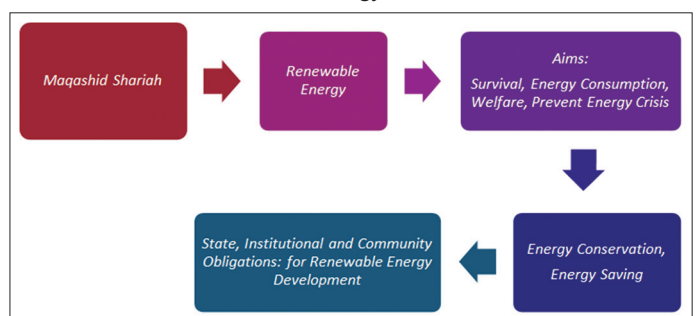 Maqashid Shariah
Renewable
Energy
Aims:
Survival, Energy Consumption,
Welfare, Prevent Energy Crisis
Energy Conservation,
Energy Saving
State, Institutional and Community
Obligations: for Renewable Energy
Development